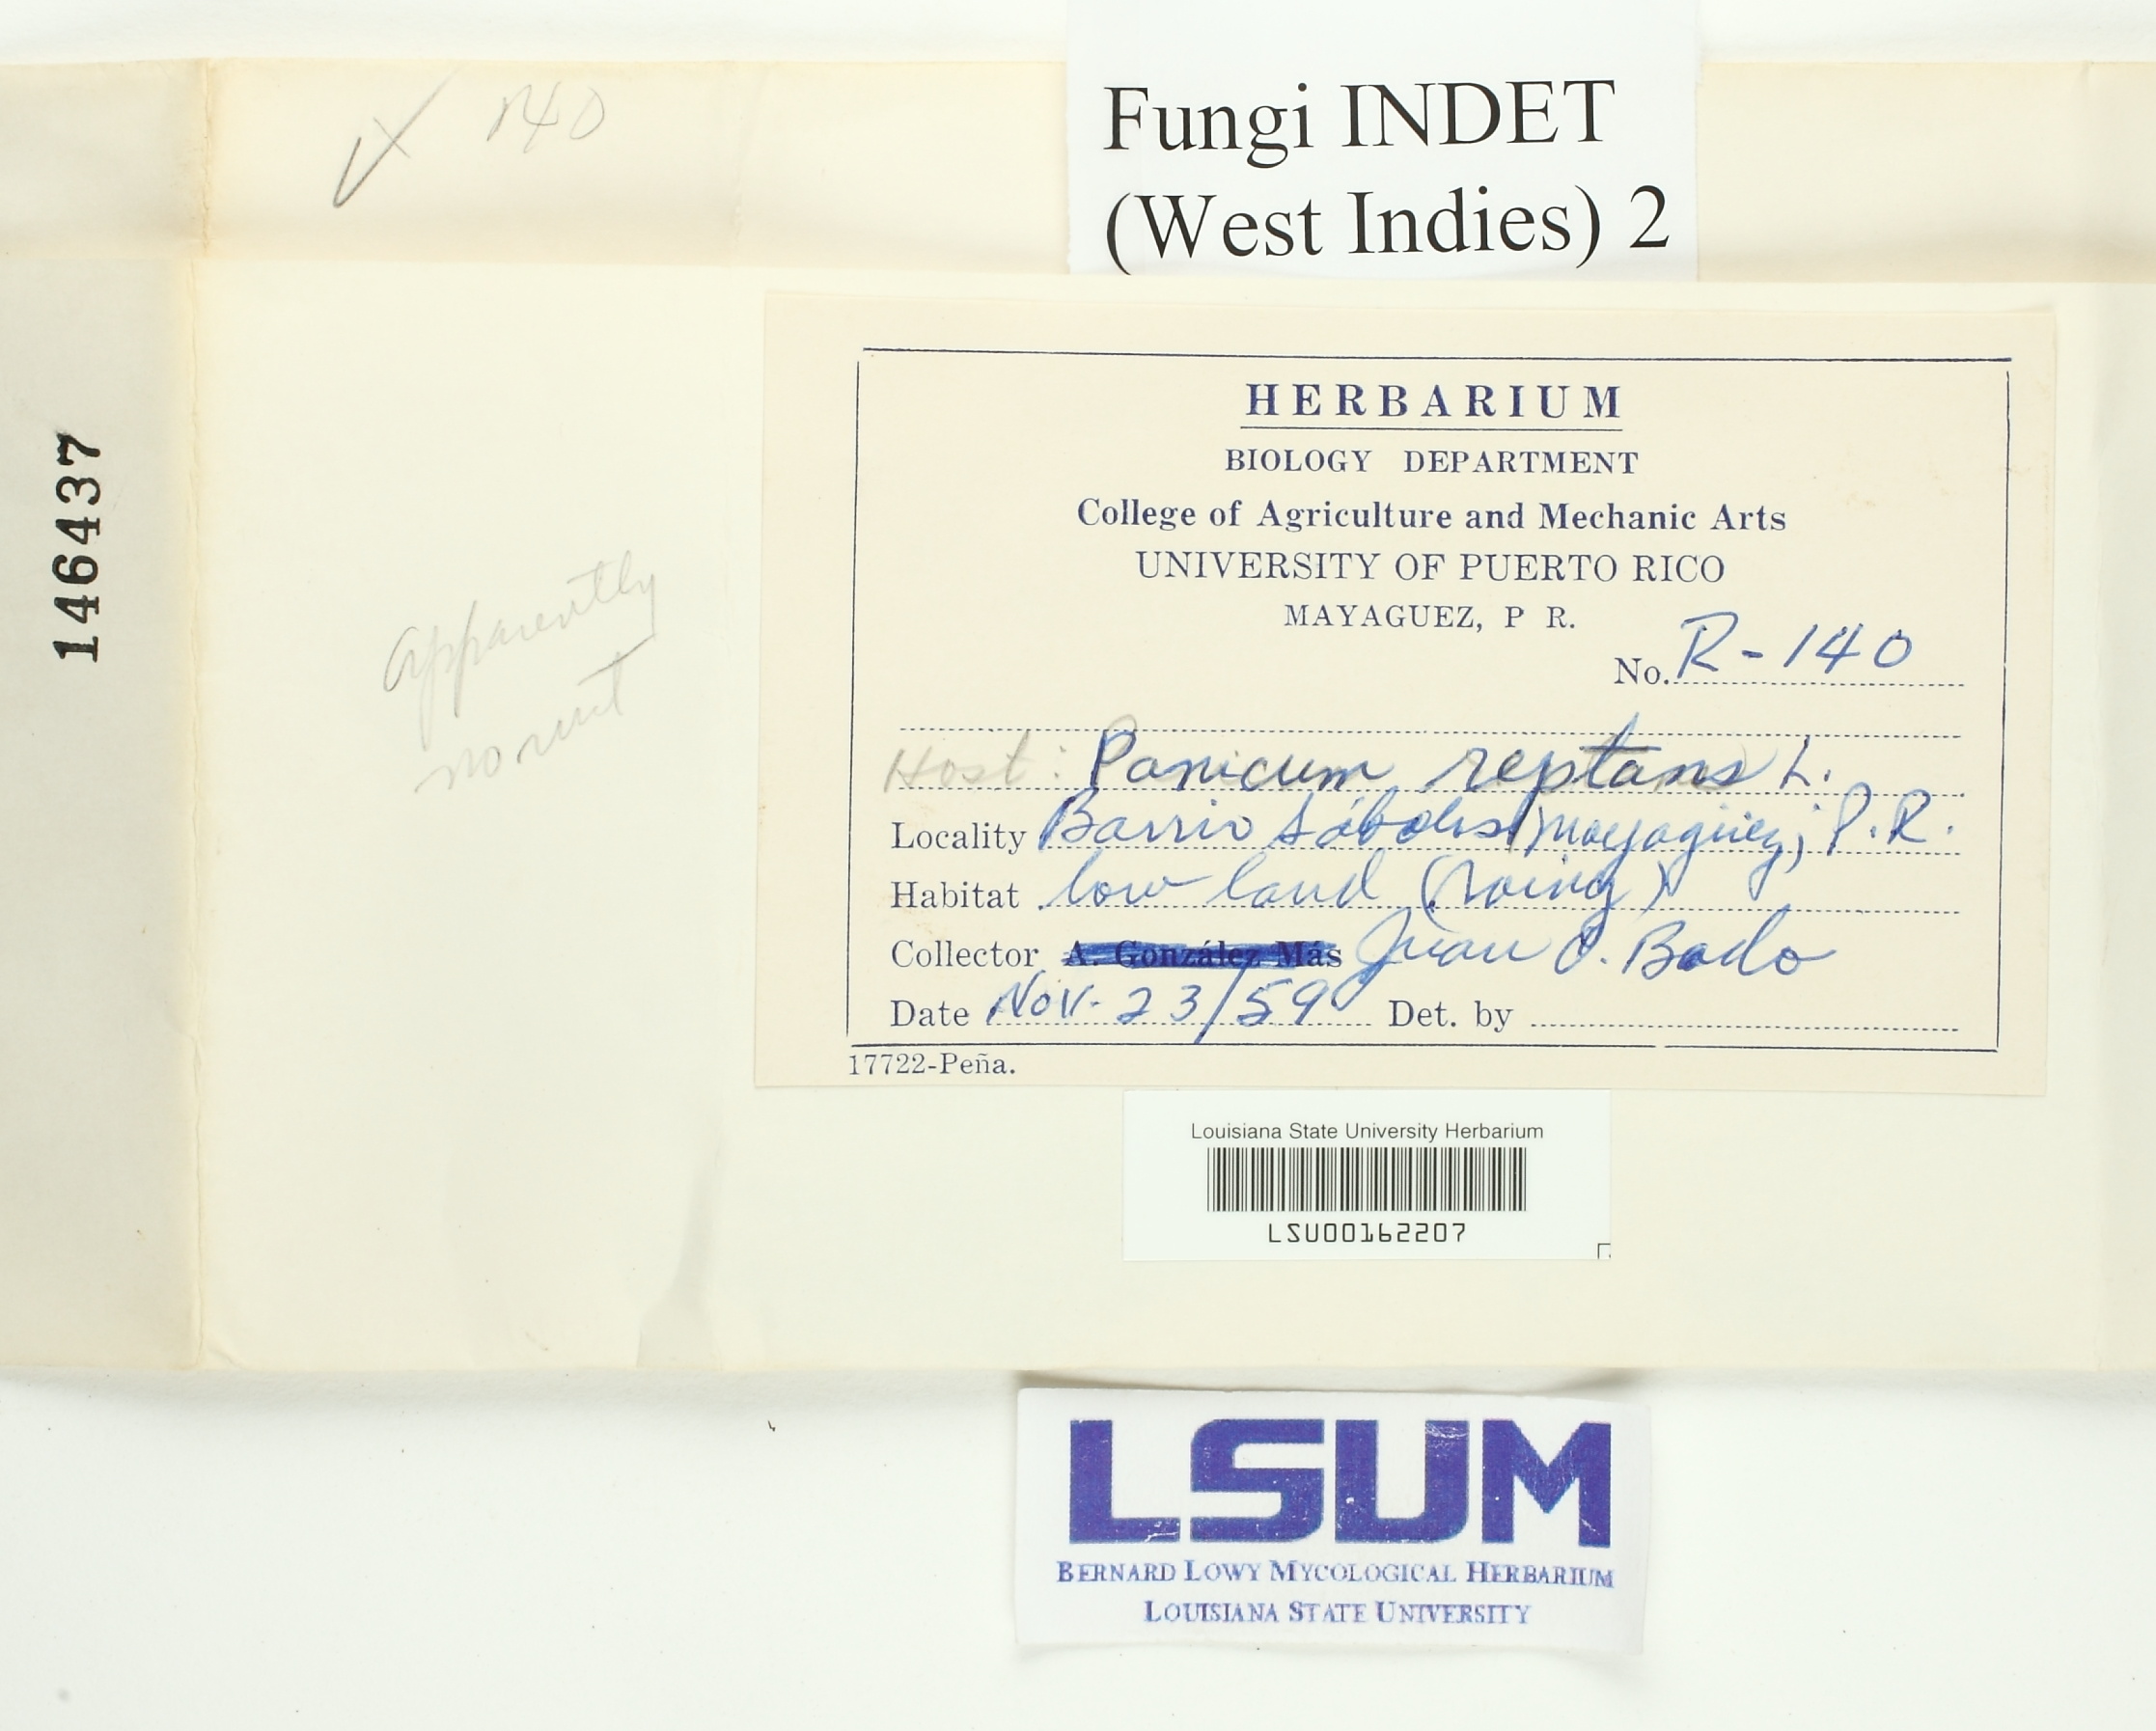 140
Fungi INDET
(West Indies) 2
146437
apparently
no rust
HERBARIUM
BIOLOGY DEPARTMENT
College of Agriculture and Mechanic Arts
UNIVERSITY OF PUERTO RICO
MAYAGUEZ, P R.
No. R-140
Host: Panicum reptans L.
Locality Barrio Sábalos, Mayagüez, P.R.
Habitat low land
Collector A. González Más Juan O. Bado
Date Nov. 23/59 Det. by
17722-Peña.
Louisiana State University Herbarium
LSU00162207
LSUM
BERNARD LOWY MYCOLOGICAL HERBARIUM
LOUISIANA STATE UNIVERSITY